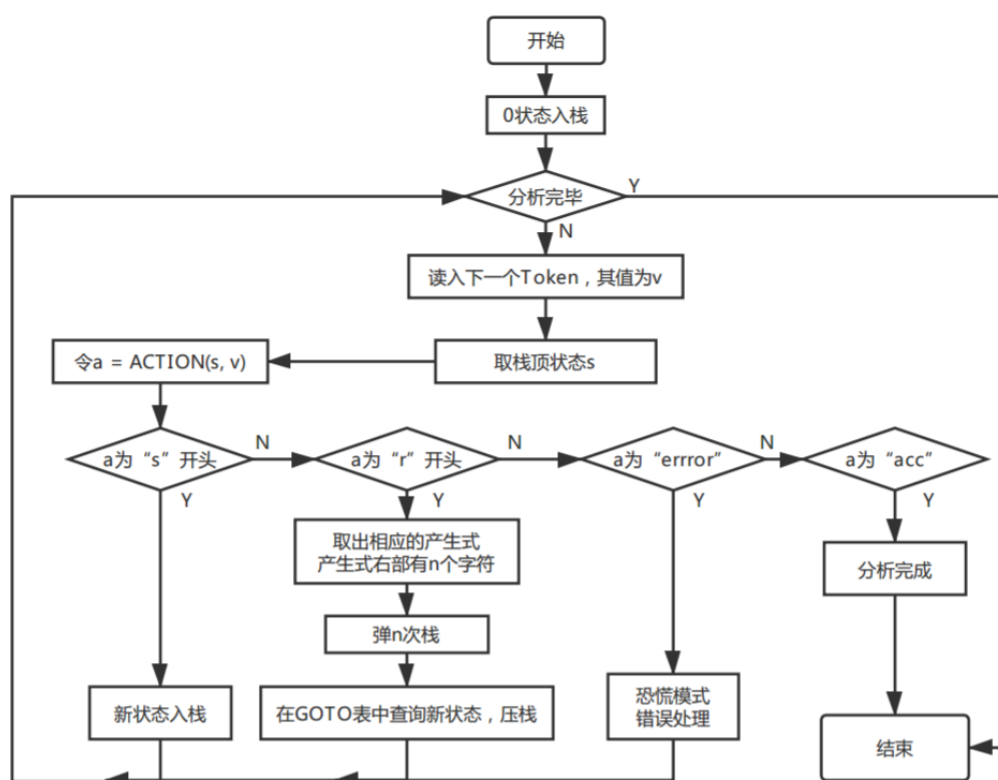 开始
0状态入栈
分析完毕
Y
N
读入下一个Token，其值为v
令a = ACTION(s, v)
取栈顶状态s
a为“s”开头
N
a为“r”开头
N
a为“errror”
N
a为“acc”
Y
Y
Y
Y
取出相应的产生式
产生式右部有n个字符
分析完成
弹n次栈
新状态入栈
在GOTO表中查询新状态，压栈
恐慌模式
错误处理
结束